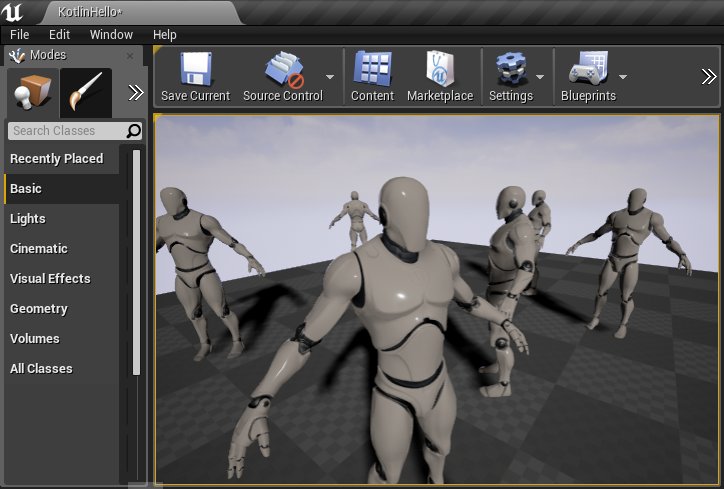 KotlinHello*
File Edit Window Help
Modes
Save Current Source Control Content Marketplace Settings Blueprints
Search Classes
Recently Placed
Basic
Lights
Cinematic
Visual Effects
Geometry
Volumes
All Classes